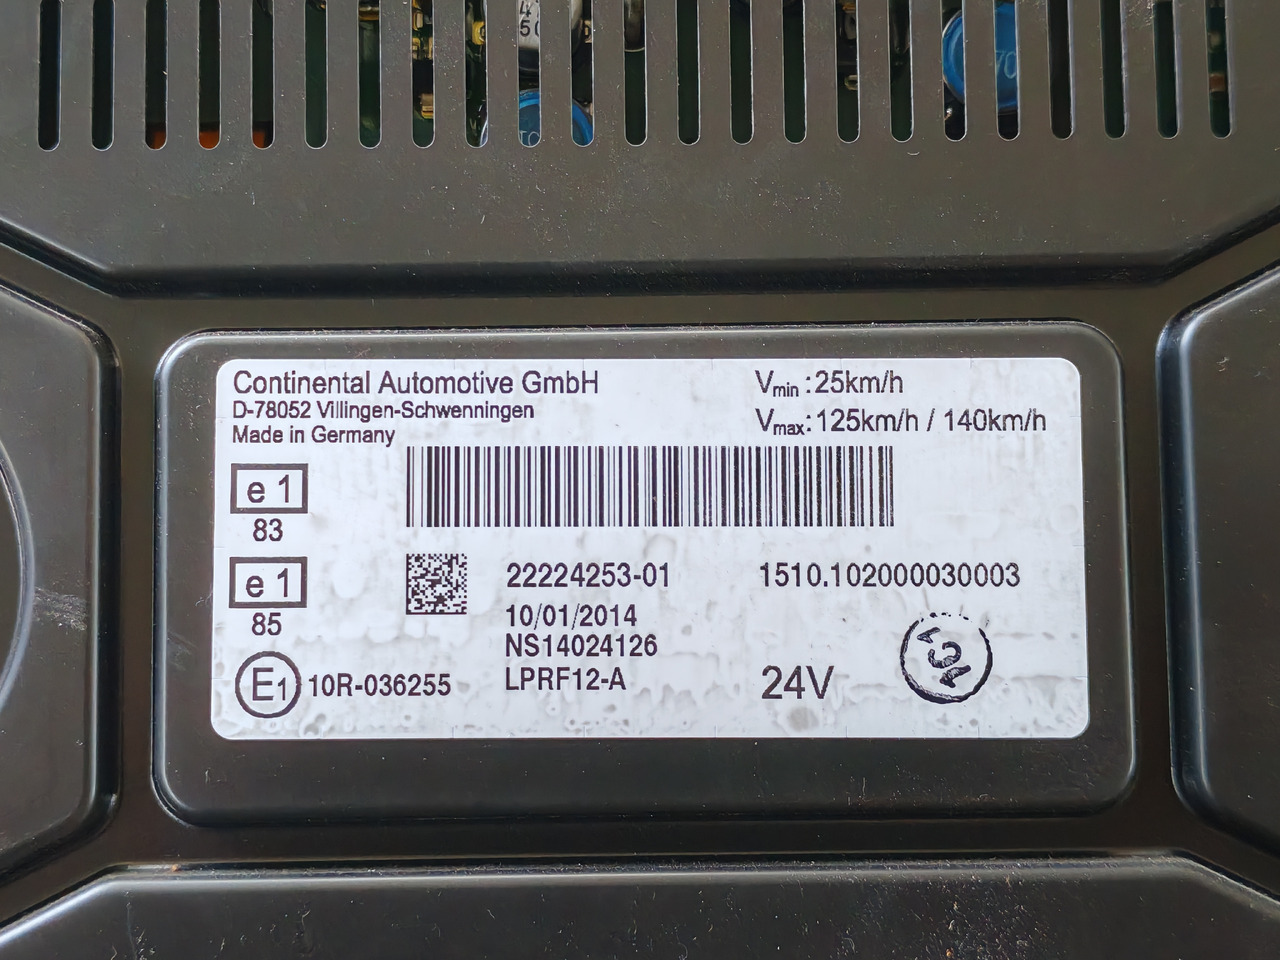 Continental Automotive GmbH
D-78052 Villingen-Schwenningen
Made in Germany
Vmin : 25km/h
Vmax : 125km/h / 140km/h
e 1
83
e 1
85
E1 10R-036255
22224253-01
10/01/2014
NS14024126
LPRF12-A
1510.102000030003
24V